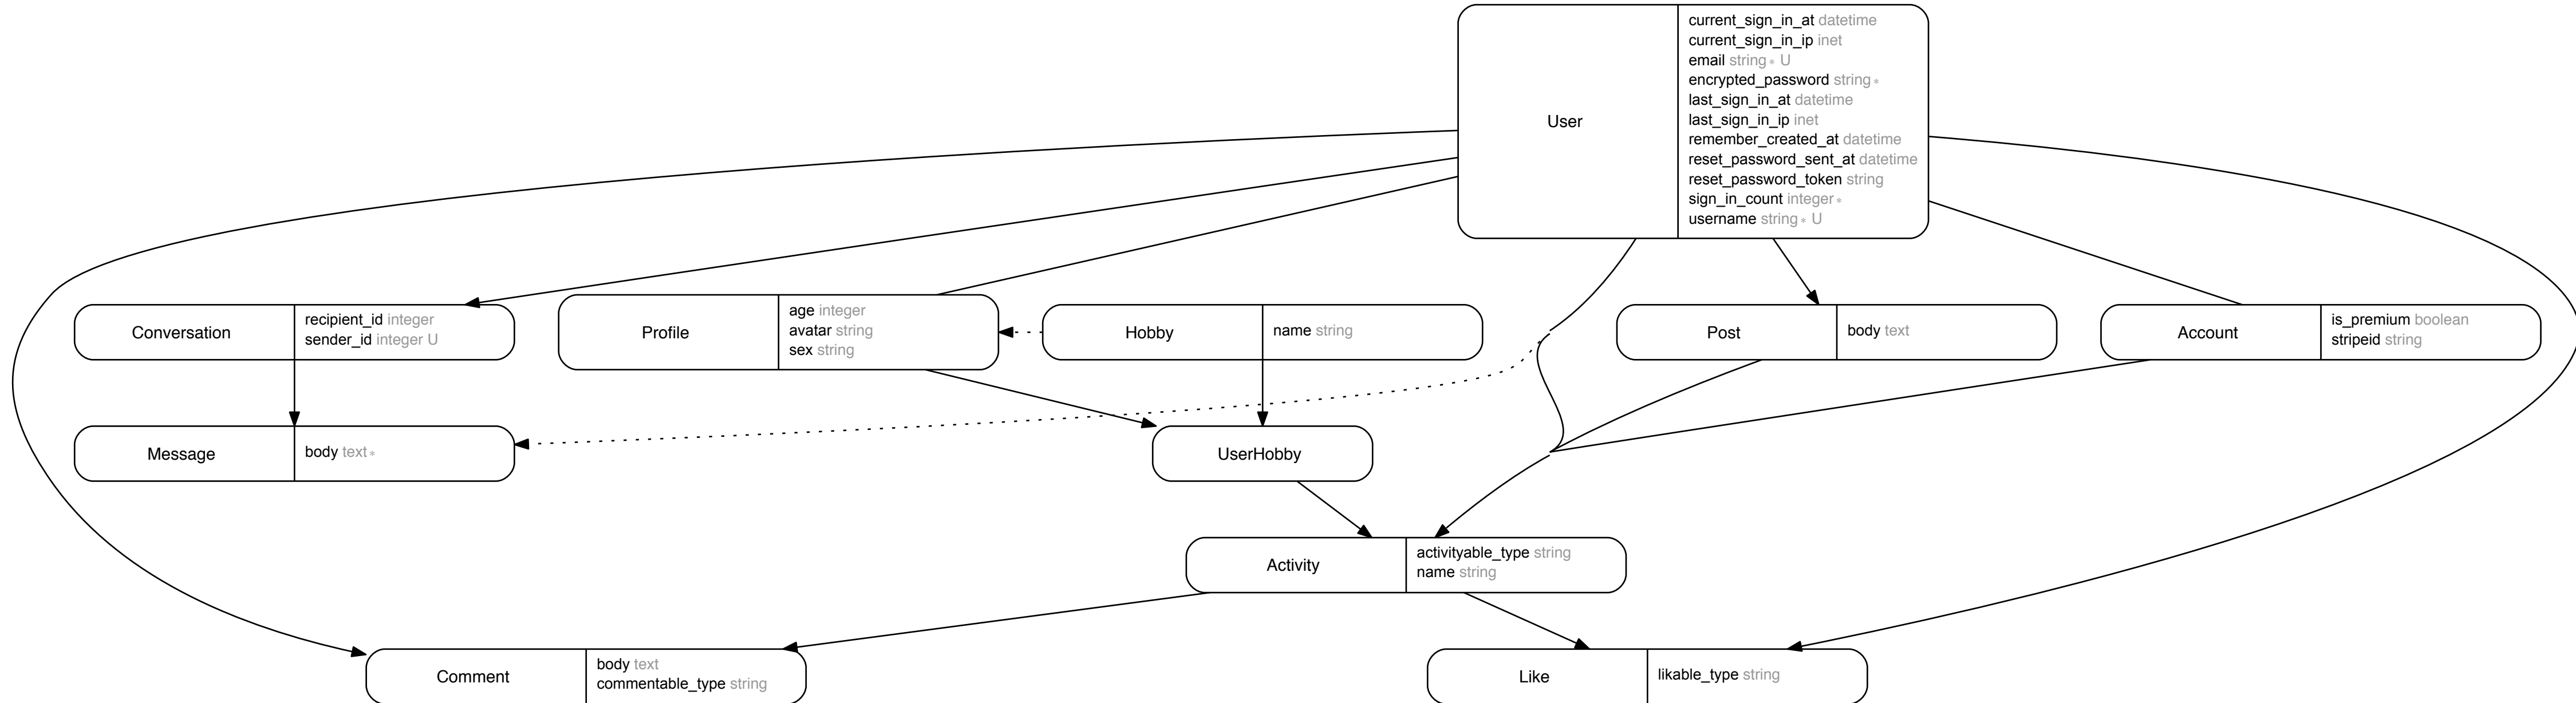 User
current_sign_in_at datetime
current_sign_in_ip inet
email string* U
encrypted_password string*
last_sign_in_at datetime
last_sign_in_ip inet
remember_created_at datetime
reset_password_sent_at datetime
reset_password_token string
sign_in_count integer*
username string* U
Conversation
recipient_id integer
sender_id integer U
Profile
age integer
avatar string
sex string
Hobby
name string
Post
body text
Account
is_premium boolean
stripeid string
Message
body text*
UserHobby
Activity
activityable_type string
name string
Comment
body text
commentable_type string
Like
likable_type string